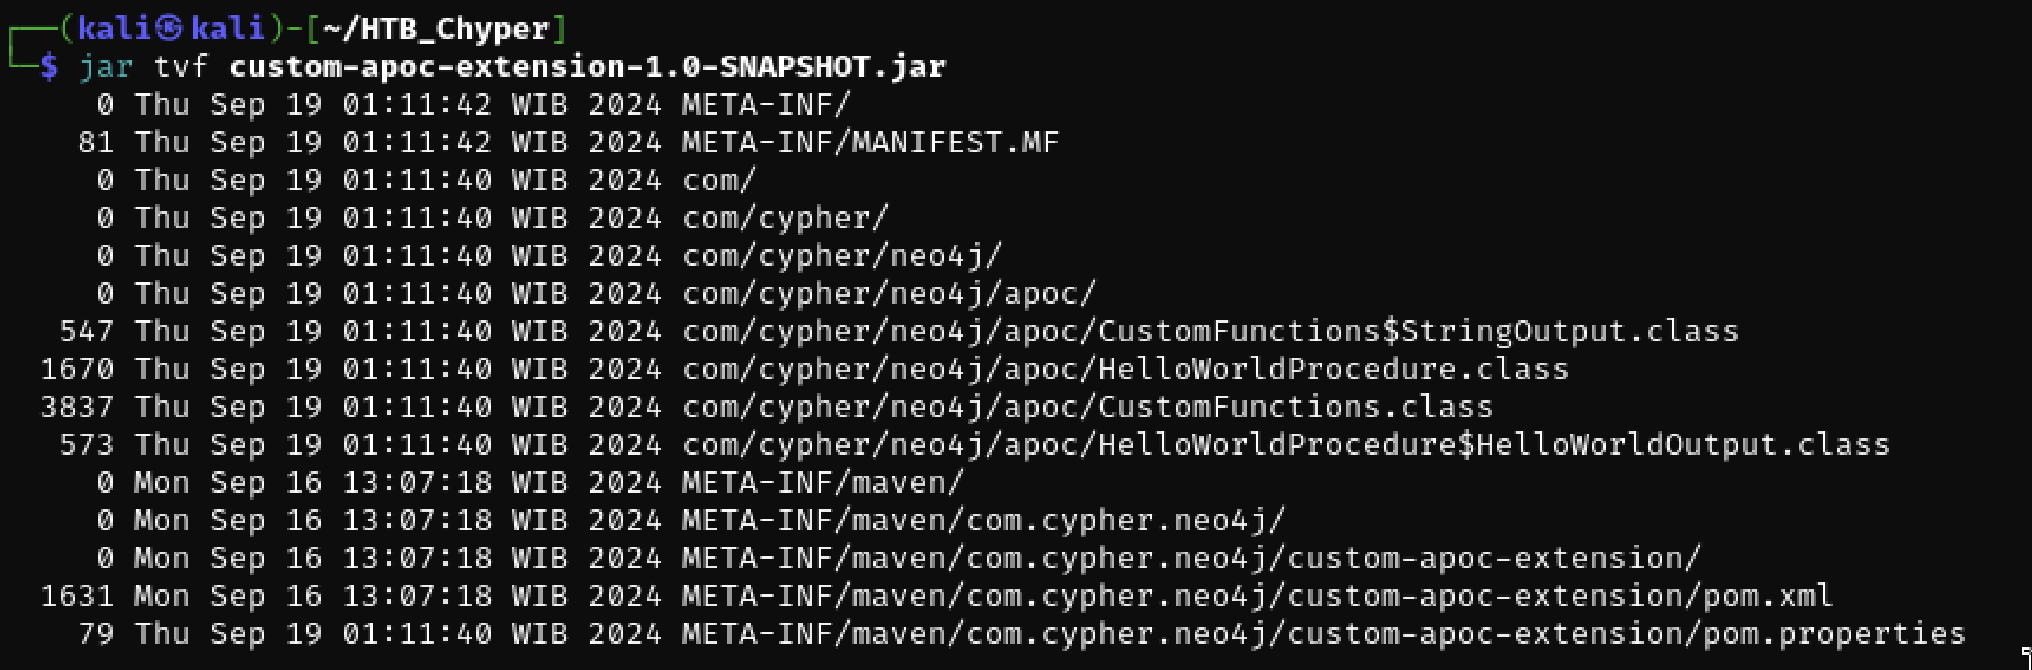 ┌──(kali㉿kali)-[~/HTB_Chyper]
└─$ jar tvf custom-apoc-extension-1.0-SNAPSHOT.jar
     0 Thu Sep 19 01:11:42 WIB 2024 META-INF/
    81 Thu Sep 19 01:11:42 WIB 2024 META-INF/MANIFEST.MF
     0 Thu Sep 19 01:11:40 WIB 2024 com/
     0 Thu Sep 19 01:11:40 WIB 2024 com/cypher/
     0 Thu Sep 19 01:11:40 WIB 2024 com/cypher/neo4j/
     0 Thu Sep 19 01:11:40 WIB 2024 com/cypher/neo4j/apoc/
   547 Thu Sep 19 01:11:40 WIB 2024 com/cypher/neo4j/apoc/CustomFunctions$StringOutput.class
  1670 Thu Sep 19 01:11:40 WIB 2024 com/cypher/neo4j/apoc/HelloWorldProcedure.class
  3837 Thu Sep 19 01:11:40 WIB 2024 com/cypher/neo4j/apoc/CustomFunctions.class
   573 Thu Sep 19 01:11:40 WIB 2024 com/cypher/neo4j/apoc/HelloWorldProcedure$HelloWorldOutput.class
     0 Mon Sep 16 13:07:18 WIB 2024 META-INF/maven/
     0 Mon Sep 16 13:07:18 WIB 2024 META-INF/maven/com.cypher.neo4j/
     0 Mon Sep 16 13:07:18 WIB 2024 META-INF/maven/com.cypher.neo4j/custom-apoc-extension/
  1631 Mon Sep 16 13:07:18 WIB 2024 META-INF/maven/com.cypher.neo4j/custom-apoc-extension/pom.xml
    79 Thu Sep 19 01:11:40 WIB 2024 META-INF/maven/com.cypher.neo4j/custom-apoc-extension/pom.properties